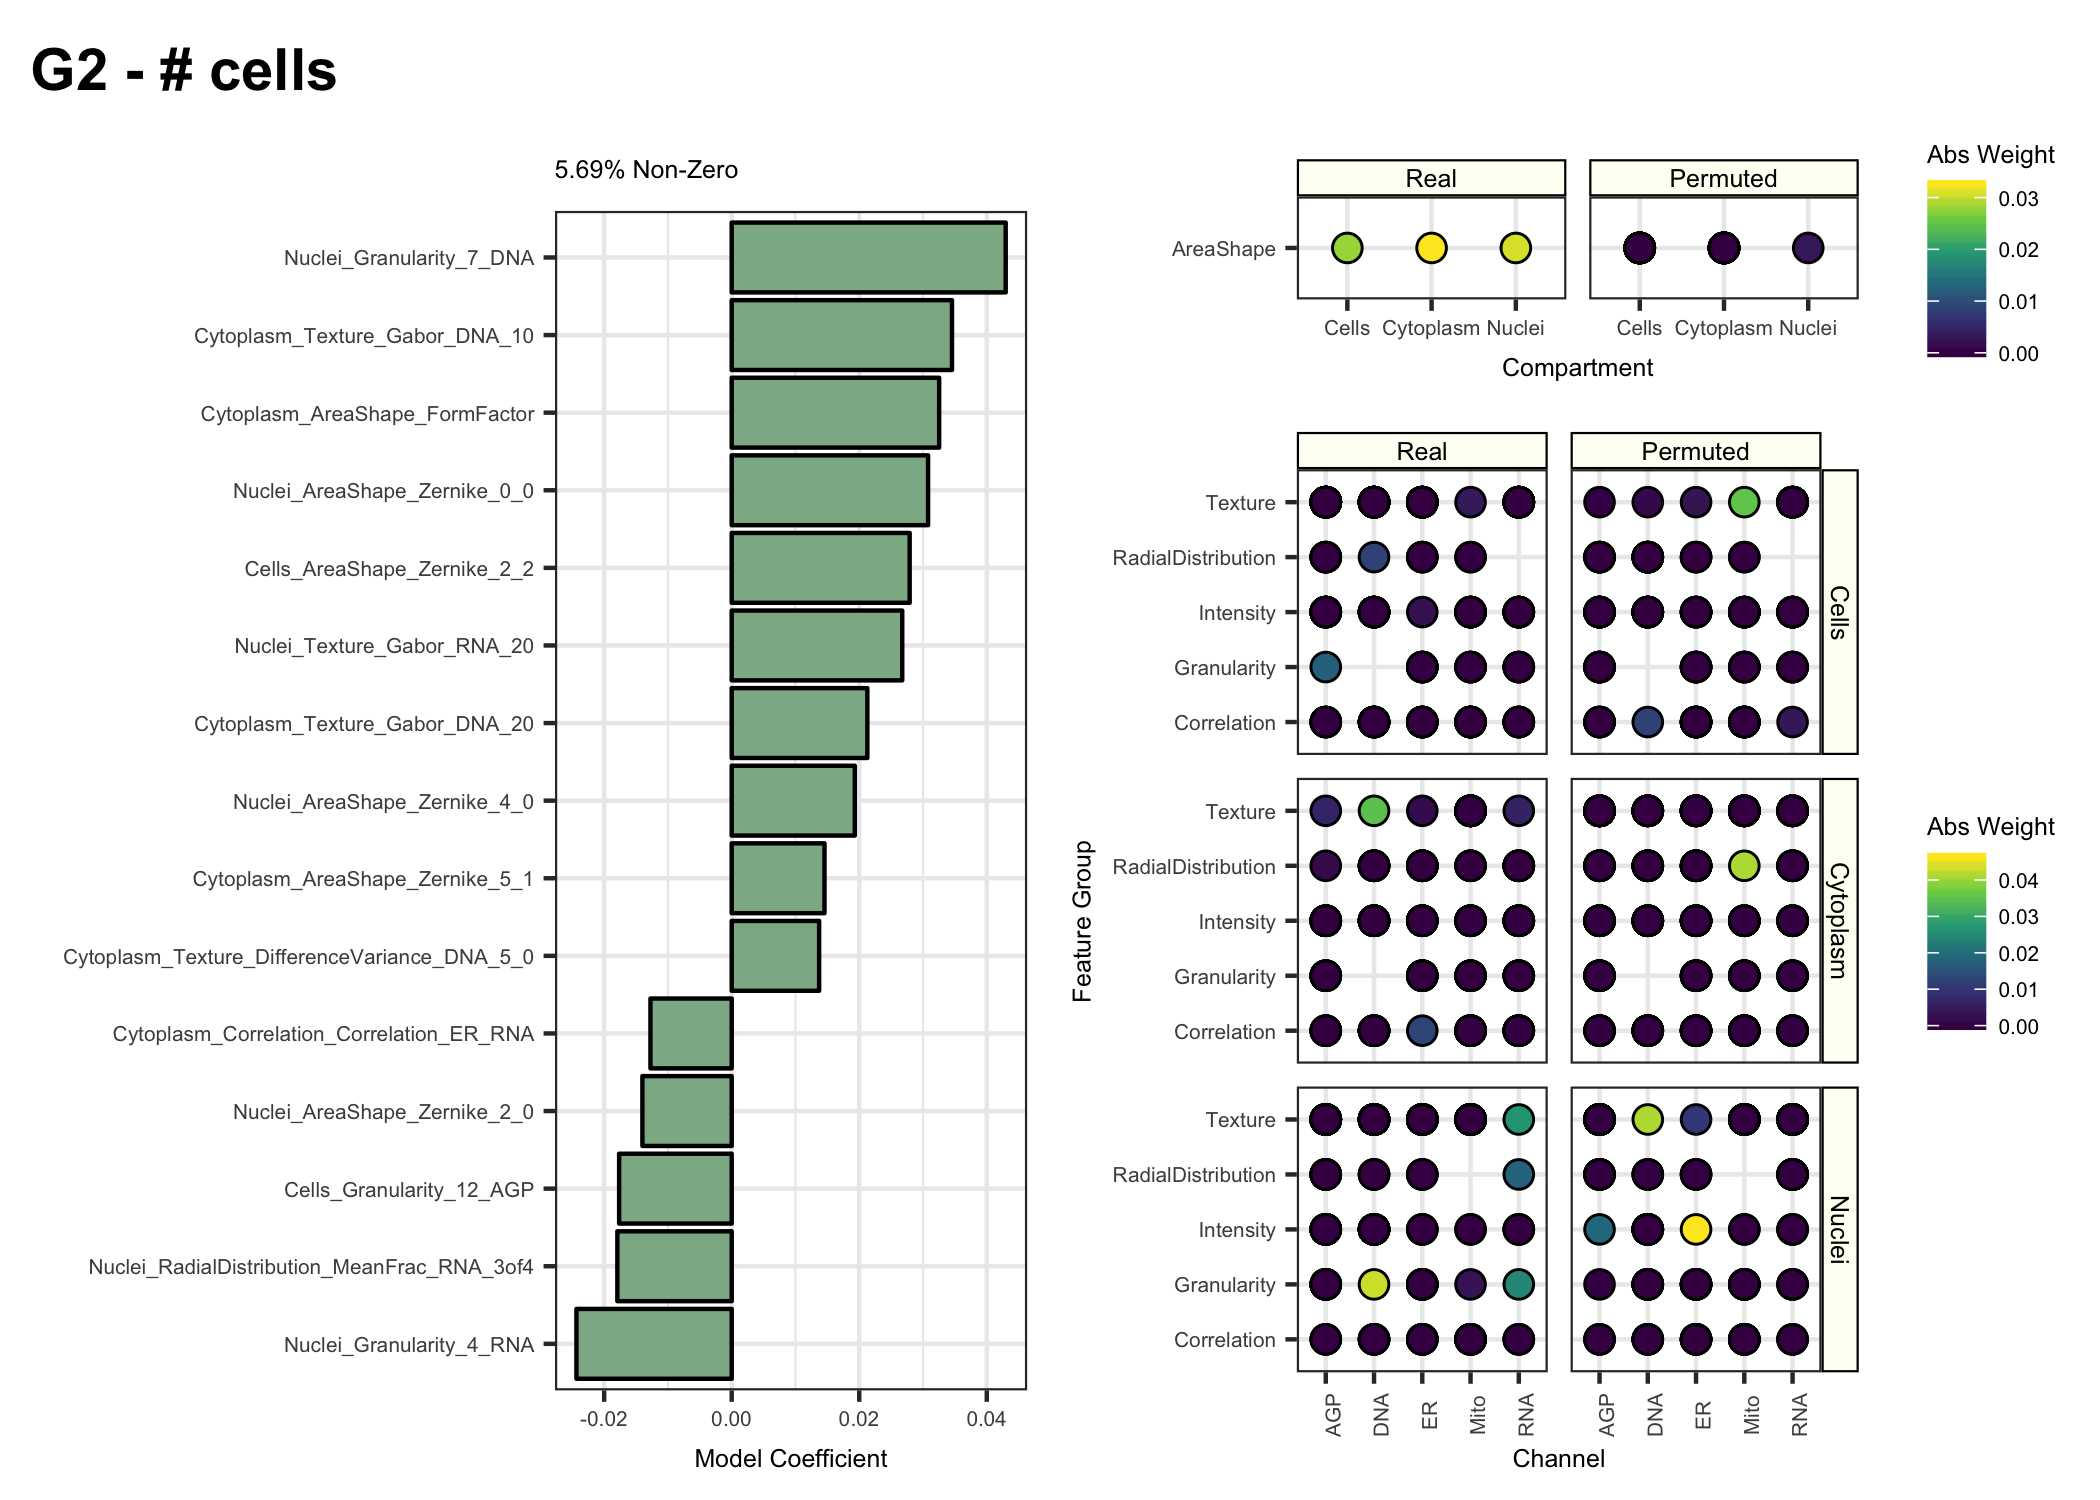 G2 - # cells
5.69% Non-Zero
Nuclei_Granularity_7_DNA
Cytoplasm_Texture_Gabor_DNA_10
Cytoplasm_AreaShape_FormFactor
Nuclei_AreaShape_Zernike_0_0
Cells_AreaShape_Zernike_2_2
Nuclei_Texture_Gabor_RNA_20
Cytoplasm_Texture_Gabor_DNA_20
Nuclei_AreaShape_Zernike_4_0
Cytoplasm_AreaShape_Zernike_5_1
Cytoplasm_Texture_DifferenceVariance_DNA_5_0
Cytoplasm_Correlation_Correlation_ER_RNA
Nuclei_AreaShape_Zernike_2_0
Cells_Granularity_12_AGP
Nuclei_RadialDistribution_MeanFrac_RNA_3of4
Nuclei_Granularity_4_RNA
-0.02 0.00 0.02 0.04
Model Coefficient
Real Permuted
AreaShape
Cells Cytoplasm Nuclei Cells Cytoplasm Nuclei
Compartment
Abs Weight
0.03
0.02
0.01
0.00
Feature Group
Real Permuted
Texture
RadialDistribution
Intensity
Granularity
Correlation
Cells
Texture
RadialDistribution
Intensity
Granularity
Correlation
Cytoplasm
Texture
RadialDistribution
Intensity
Granularity
Correlation
Nuclei
AGP DNA ER Mito RNA AGP DNA ER Mito RNA
Channel
Abs Weight
0.04
0.03
0.02
0.01
0.00